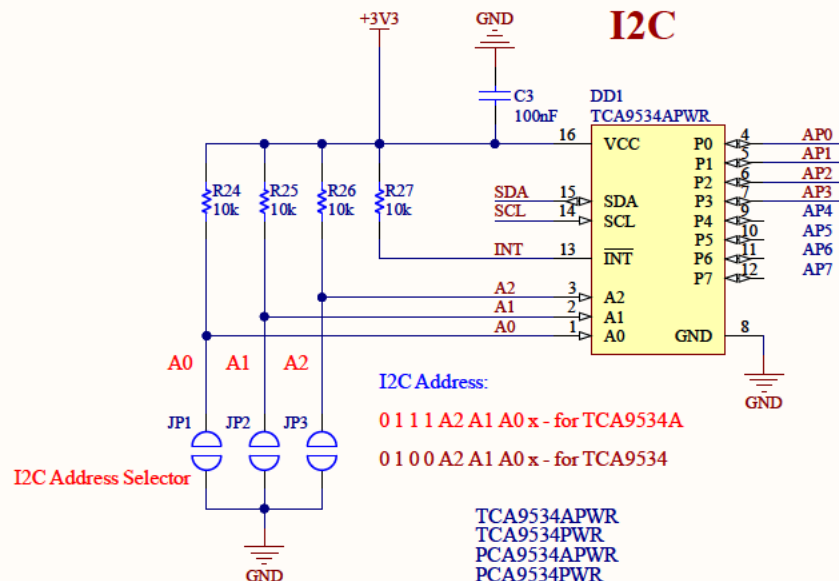 +3V3
GND
I2C
C3
100nF
DD1
TCA9534APWR
16 VCC P0 4 AP0
P1 5 AP1
P2 6 AP2
SDA 15 SDA P3 7 AP3
SCL 14 SCL P4 9 AP4
P5 10 AP5
INT 13 INT P6 11 AP6
P7 12 AP7
R24 R25 R26 R27
10k 10k 10k 10k
A2 3 A2
A1 2 A1
A0 1 A0 GND 8
A0 A1 A2
GND
I2C Address:
JP1 JP2 JP3
0 1 1 1 A2 A1 A0 x - for TCA9534A
0 1 0 0 A2 A1 A0 x - for TCA9534
I2C Address Selector
TCA9534APWR
TCA9534PWR
PCA9534APWR
PCA9534PWR
GND